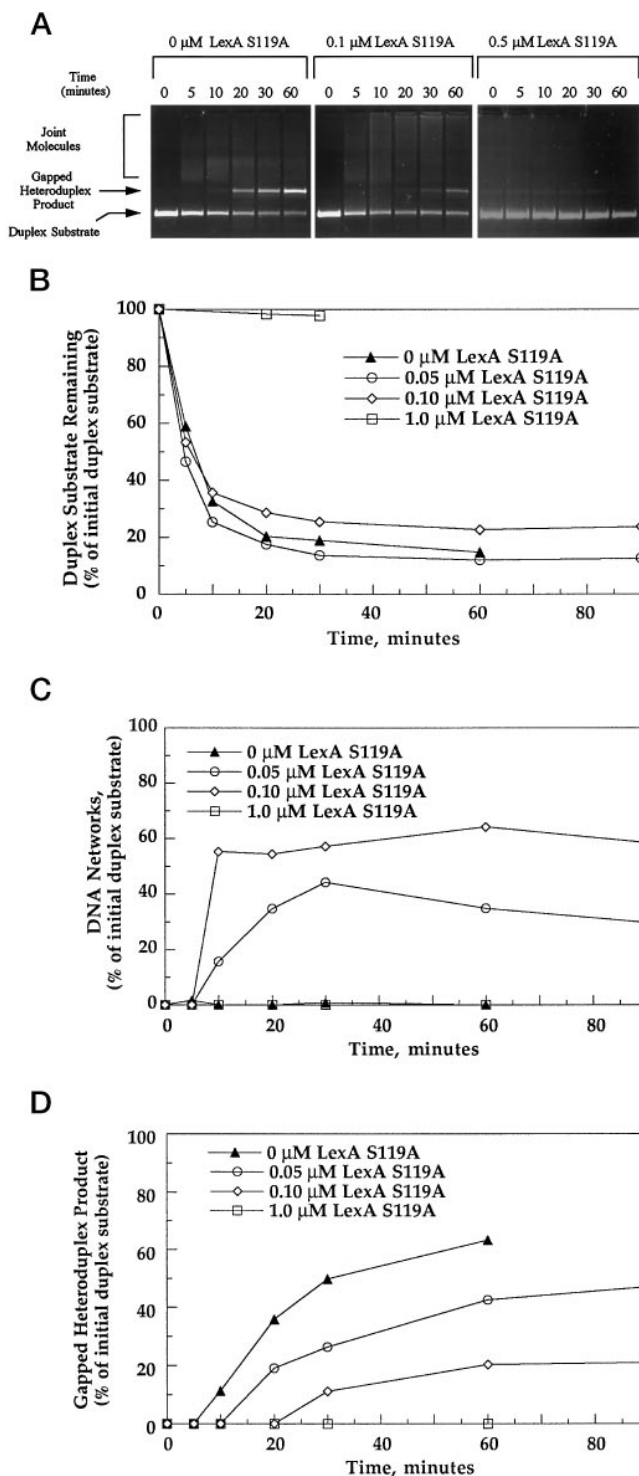 A
0 μM LexA S119A
0.1 μM LexA S119A
0.5 μM LexA S119A
Time
(minutes)
0 5 10 20 30 60
0 5 10 20 30 60
0 5 10 20 30 60
Joint
Molecules
Gapped
Heteroduplex
Product
Duplex Substrate
B
Duplex Substrate Remaining
(% of initial duplex substrate)
100
80
60
40
20
0
0 μM LexA S119A
0.05 μM LexA S119A
0.10 μM LexA S119A
1.0 μM LexA S119A
0 20 40 60 80
Time, minutes
C
DNA Networks,
(% of initial duplex substrate)
100
80
60
40
20
0
0 μM LexA S119A
0.05 μM LexA S119A
0.10 μM LexA S119A
1.0 μM LexA S119A
0 20 40 60 80
Time, minutes
D
Gapped Heteroduplex Product
(% of initial duplex substrate)
100
80
60
40
20
0
0 μM LexA S119A
0.05 μM LexA S119A
0.10 μM LexA S119A
1.0 μM LexA S119A
0 20 40 60 80
Time, minutes